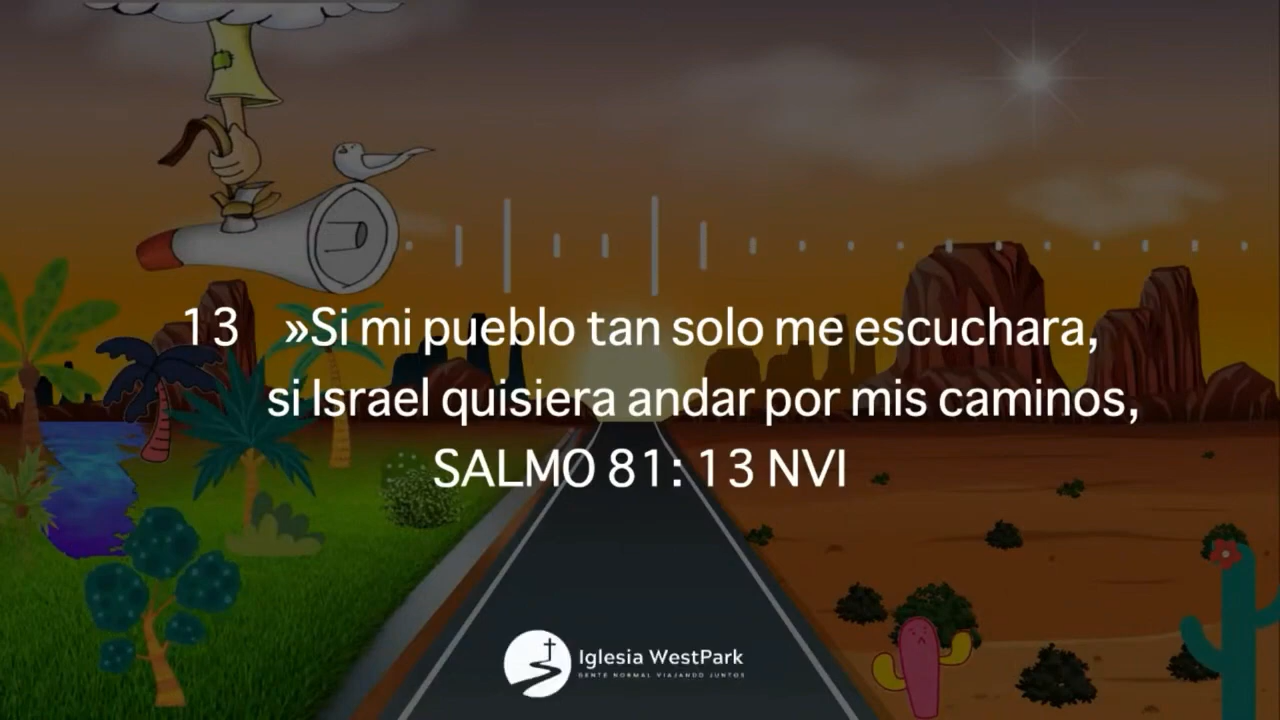 13 »Si mi pueblo tan solo me escuchara,
si Israel quisiera andar por mis caminos,
SALMO 81:13 NVI
Iglesia WestPark
GENTE NORMAL VIAJANDO JUNTOS